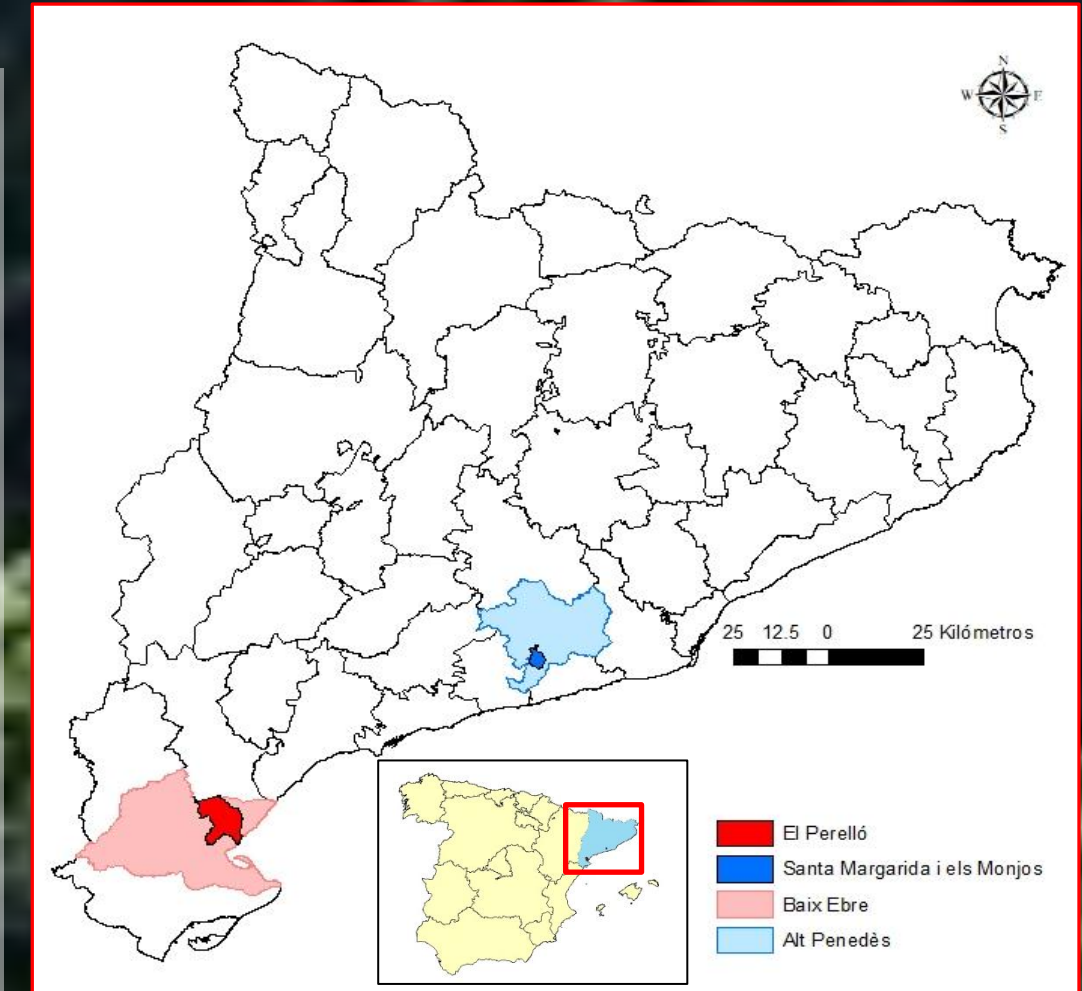 N
W E
S
25 12.5 0 25 Kilómetros
El Perelló
Santa Margarida i els Monjos
Baix Ebre
Alt Penedès